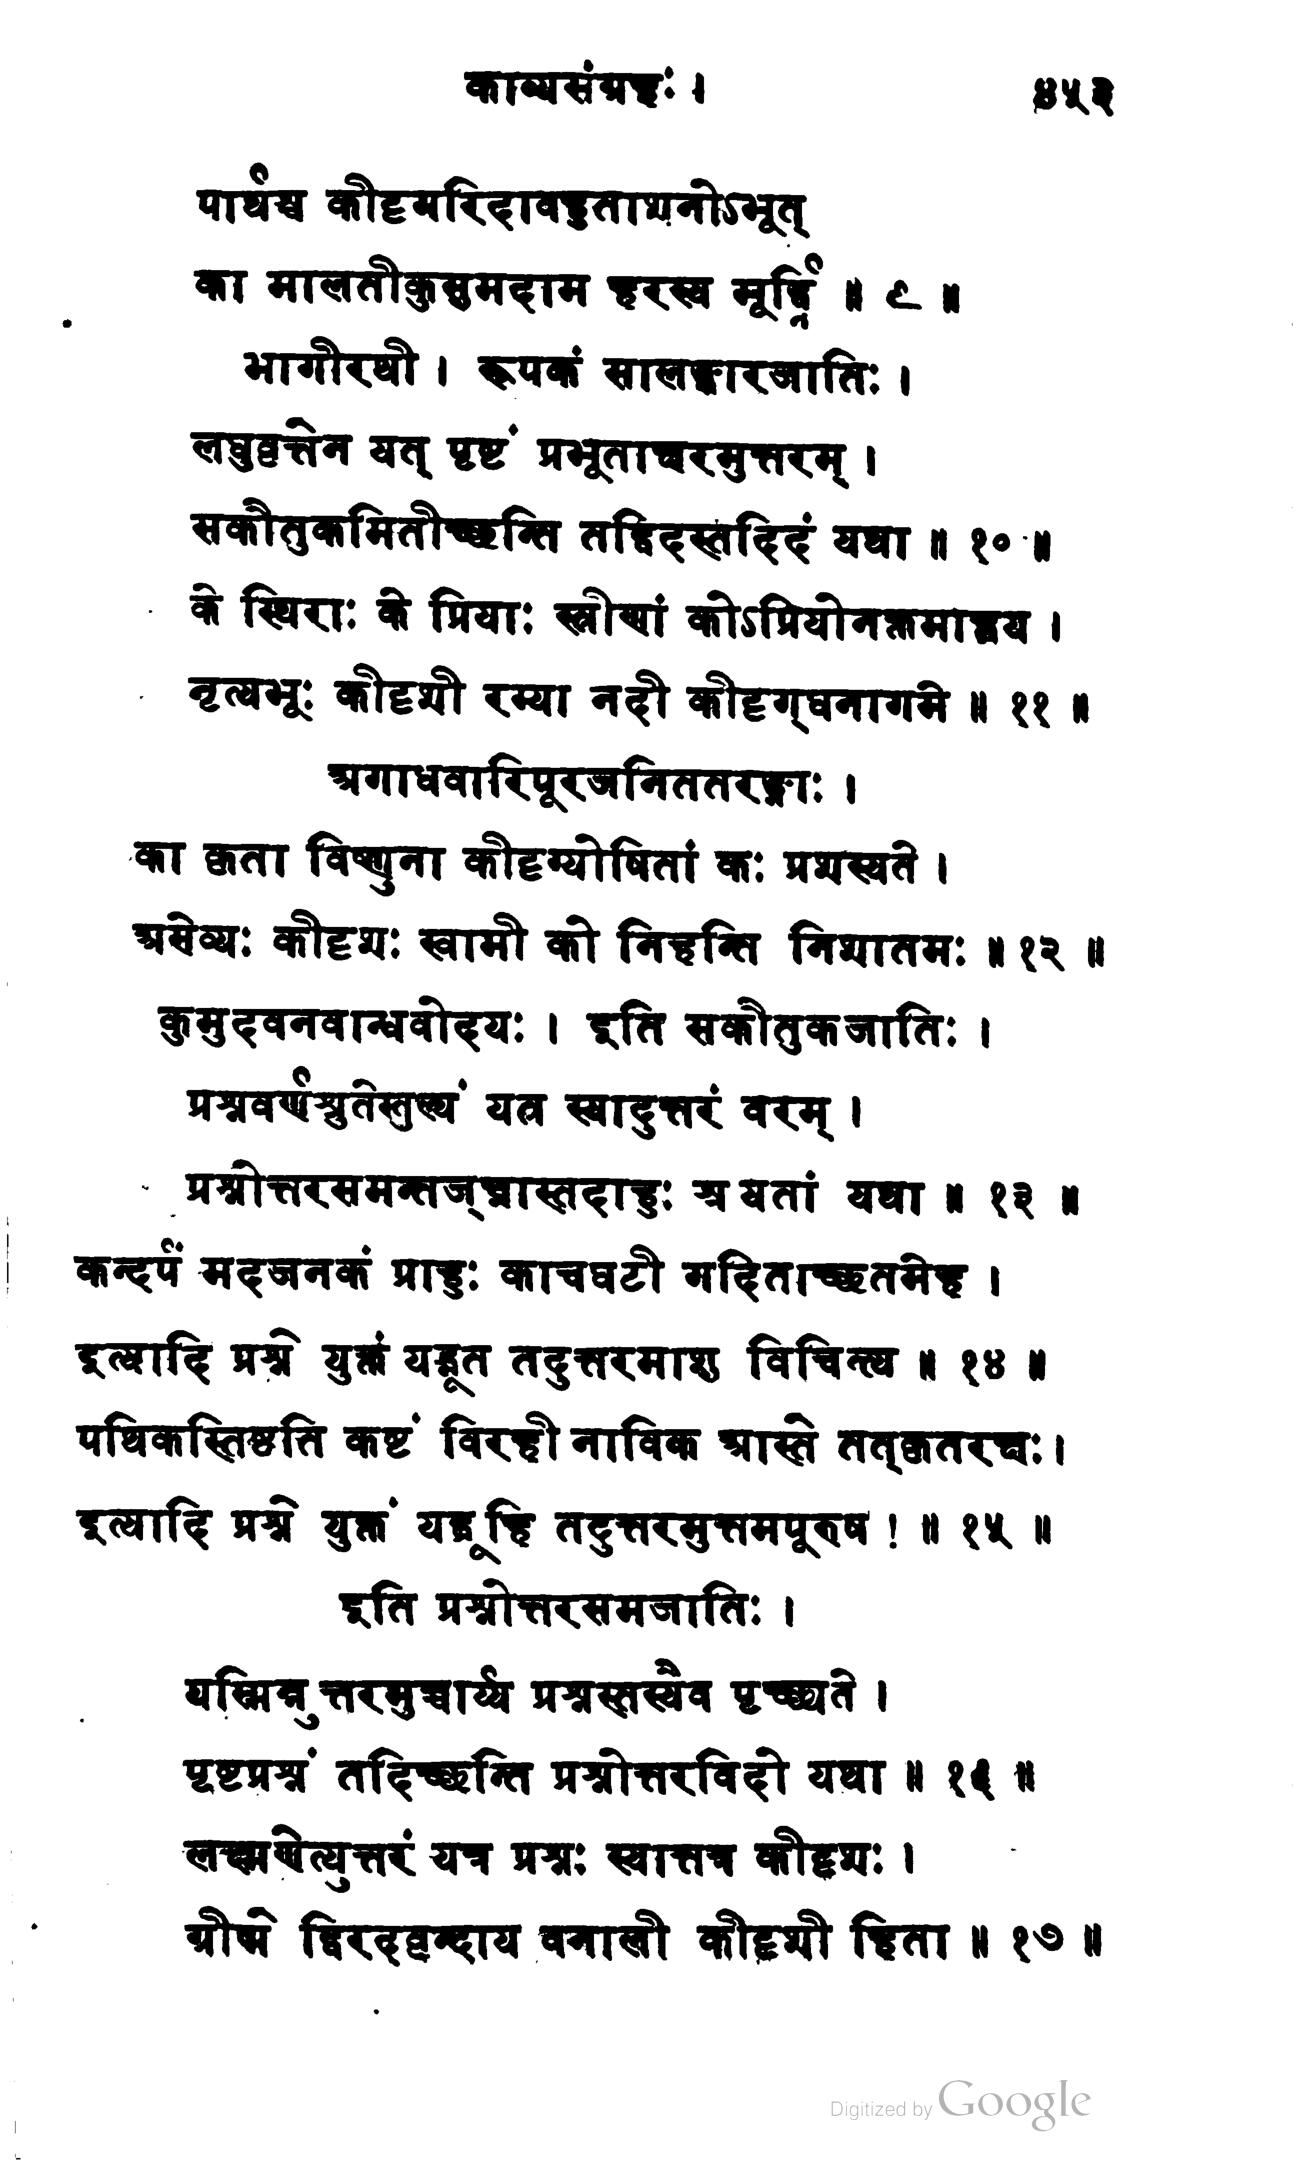 काव्यसंग्रहः । ४५३
पार्थश्च कीदृगरिदावहुताशनोऽभूत्
का मालतीकुसुमदाम हरस्य मूर्द्ध्नि ॥ ९ ॥
भागीरथी । रूपकं सालङ्कारजातिः ।
लघुवृत्तेन यत् पृष्टं प्रभूताक्षरमुत्तरम् ।
सकौतुकमितीच्छन्ति तद्विदस्तदिदं यथा ॥ १० ॥
के स्थिराः के प्रियाः स्त्रीणां कोऽप्रियोनक्तमाह्वय ।
नृत्यभूः कीदृशी रम्या नदी कीदृग्घनागमे ॥ ११ ॥
अगाधवारिपूरजनिततरङ्गाः ।
का कृता विष्णुना कीदृग्योषितां कः प्रशस्यते ।
असेव्यः कीदृशः स्वामी को निहन्ति निशातमः ॥ १२ ॥
कुमुदवनवान्धवोदयः । इति सकौतुकजातिः ।
प्रश्नवर्णश्रुतेस्तुल्यं यत्न स्यादुत्तरं वरम् ।
प्रश्नोत्तरसमन्तज्ज्ञास्तदाहुः श्रूयतां यथा ॥ १३ ॥
कन्दर्पं मदजनकं प्राहुः काचघटी गदिताच्छतमेह ।
इत्यादि प्रश्ने युक्तं यद्ब्रूत तदुत्तरमाशु विचिन्त्य ॥ १४ ॥
पथिकस्तिष्ठति कष्टं विरही नाविक आस्ते तत्कृतरक्षः ।
इत्यादि प्रश्ने युक्तं यद्ब्रूहि तदुत्तरमुत्तमपूरुष ! ॥ १५ ॥
इति प्रश्नोत्तरसमजातिः ।
यस्मिन्नुत्तरमुच्चार्य्य प्रश्नस्तस्यैव पृच्छ्यते ।
पृष्टप्रश्नं तदिच्छन्ति प्रश्नोत्तरविदो यथा ॥ १६ ॥
लक्ष्मणेत्युत्तरं यत्र प्रश्नः स्यात्तत्र कीदृशः ।
ग्रीष्मे द्विरदवृन्दाय वनाली कीदृशी हिता ॥ १७ ॥
Digitized by Google